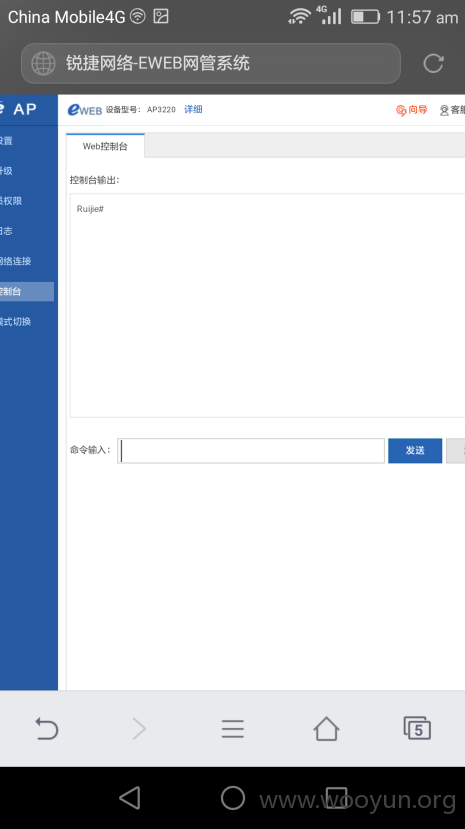 China Mobile4G 4G 11:57 am
锐捷网络-EWEB网管系统
AP eWEB 设备型号： AP3220 详细 向导 客服
设置
Web控制台
升级
控制台输出：
权限
Ruijie#
日志
网络连接
控制台
模式切换
命令输入： 发送
5
www.wooyun.org